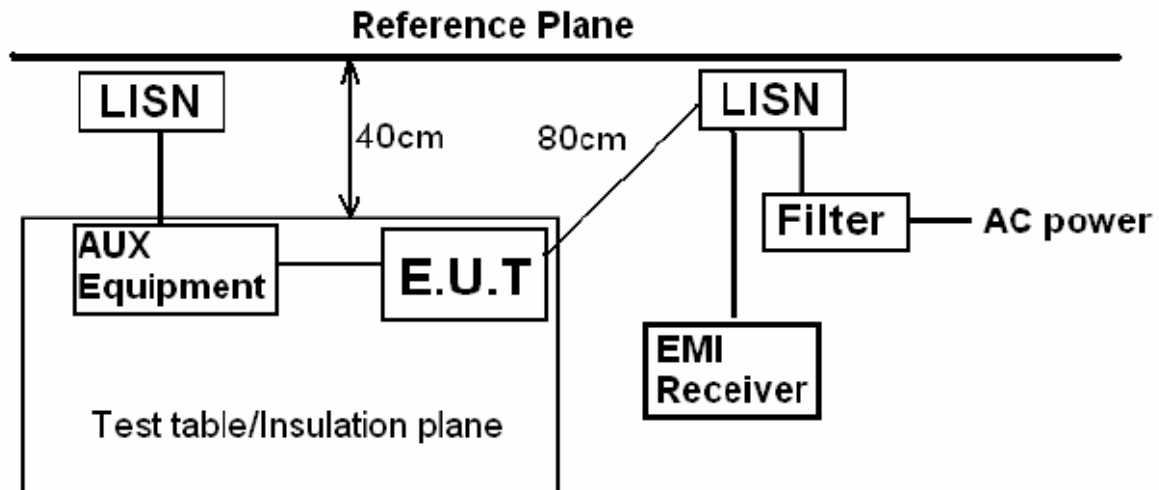 Reference Plane
LISN
LISN
40cm
80cm
Filter
AC power
AUX
Equipment
E.U.T
EMI
Receiver
Test table/Insulation plane